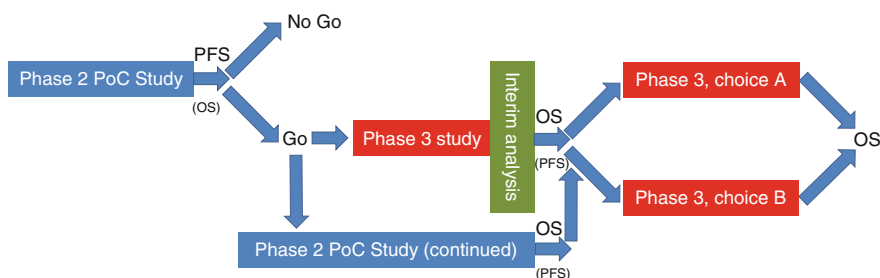 No Go
PFS
Phase 2 PoC Study
(OS)
Go
Phase 3 study
Interim analysis
OS
(PFS)
Phase 3, choice A
OS
Phase 3, choice B
Phase 2 PoC Study (continued)
OS
(PFS)